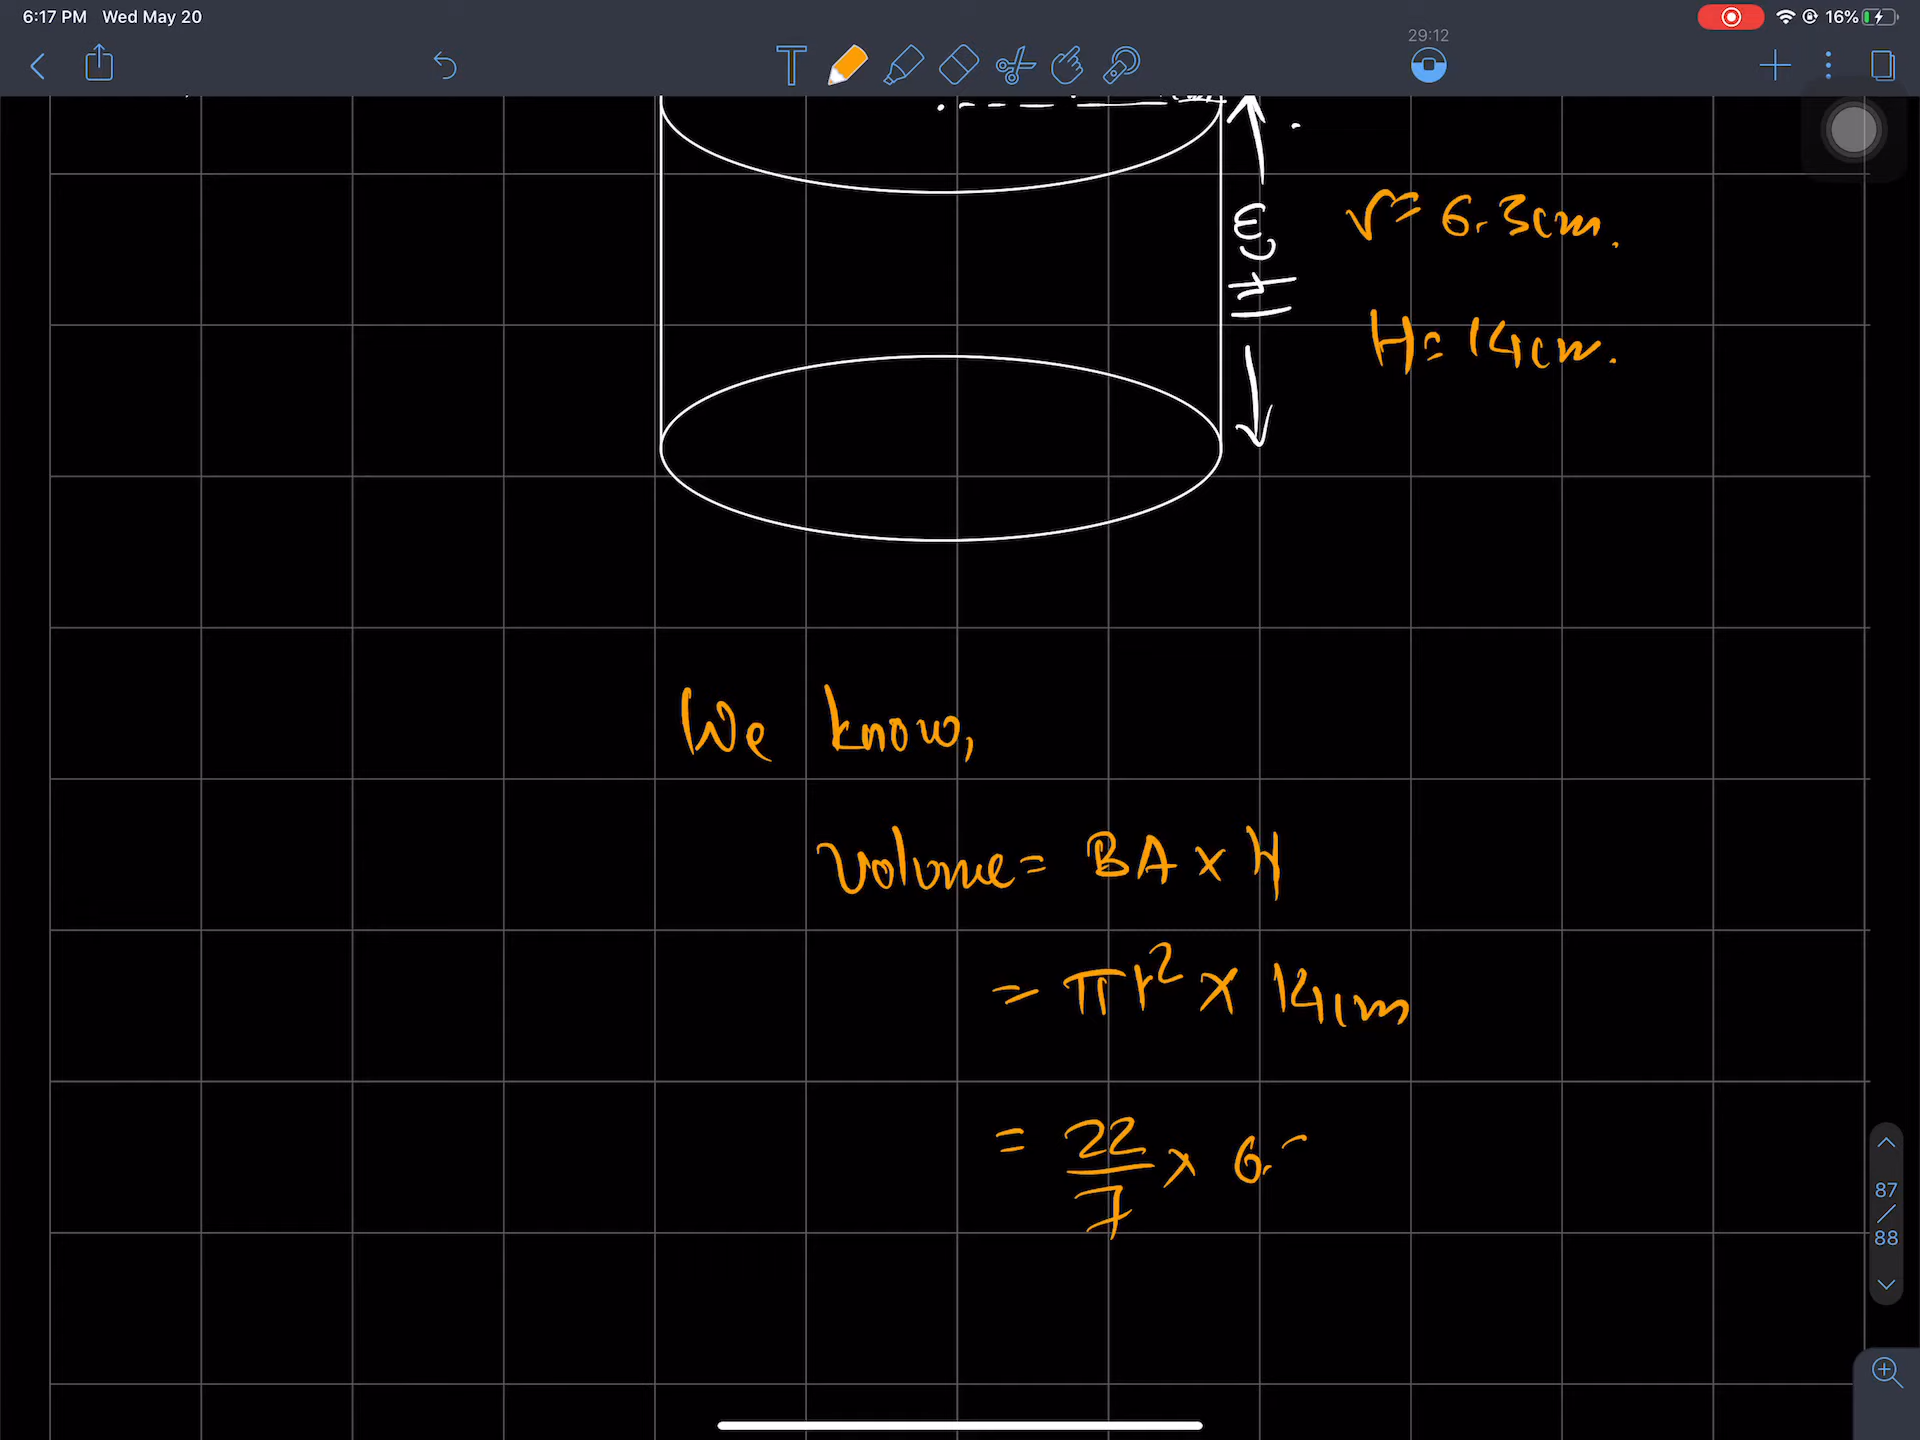 6:17 PM Wed May 20
16%
29:12
r = 6.3cm.
H = 14cm.
We know,
Volume = BA × H
= πr² × 14cm
= 22/7 × 6.
87
/
88